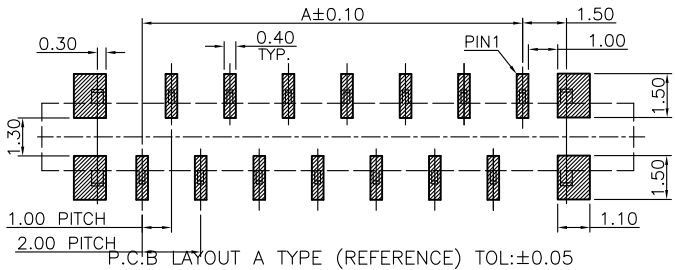 A±0.10
1.50
0.30
0.40
TYP.
PIN1
1.00
1.30
1.50
1.50
1.00 PITCH
1.10
2.00 PITCH
P.C.B LAYOUT A TYPE (REFERENCE) TOL:±0.05